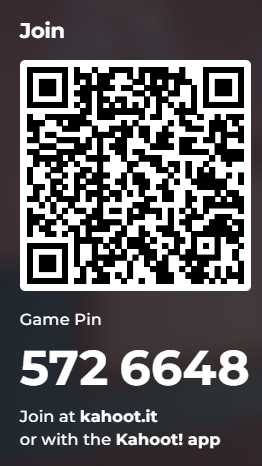 Join
Game Pin
572 6648
Join at kahoot.it
or with the Kahoot! app